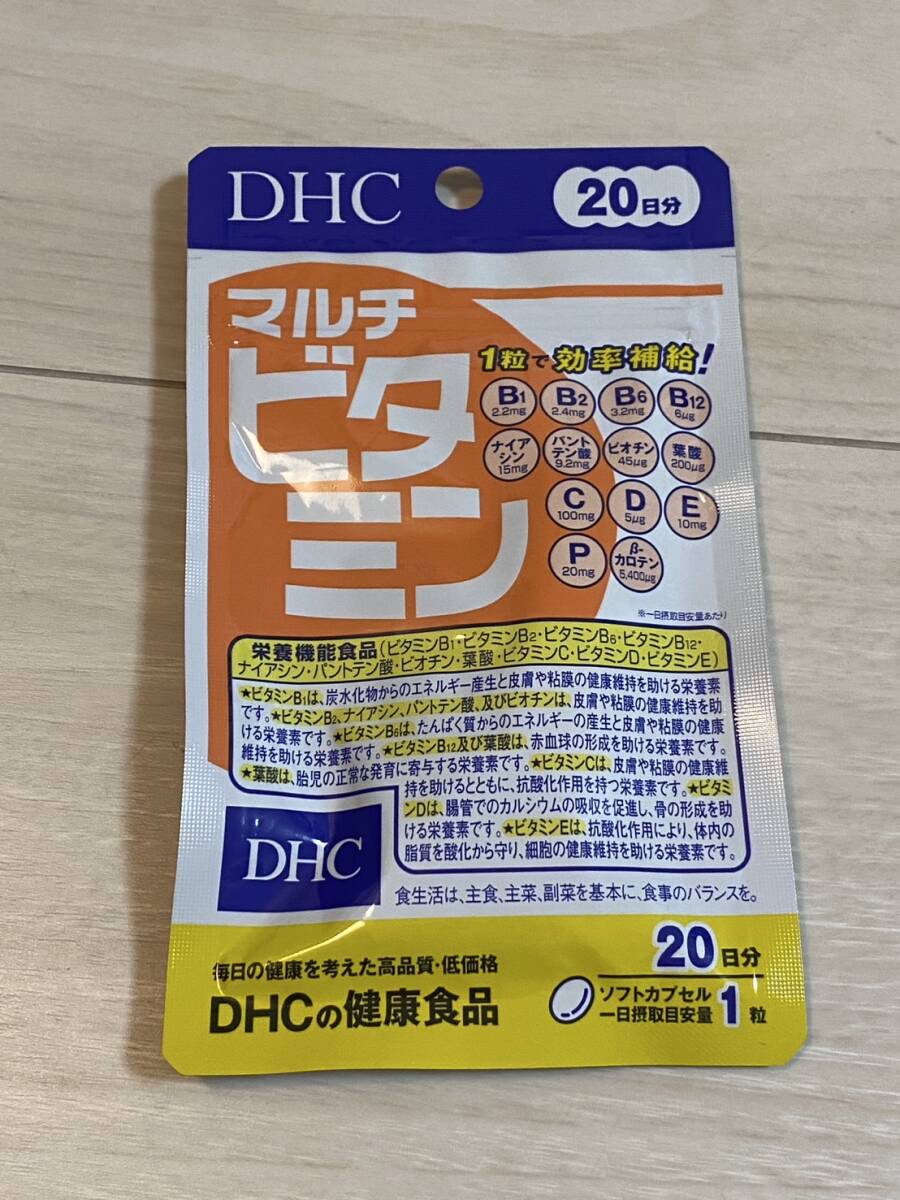 DHC
20日分
マルチ
ビタ
ミン
1粒で効率補給!
B1
2.2mg
B2
2.4mg
B6
3.2mg
B12
6μg
ナイア
シン
15mg
パント
テン酸
9.2mg
ビオチン
45μg
葉酸
200μg
C
100mg
D
5μg
E
10mg
P
20mg
β-
カロテン
5,400μg
※一日摂取目安量あたり
栄養機能食品(ビタミンB1・ビタミンB2・ビタミンB6・ビタミンB12・
ナイアシン・パントテン酸・ビオチン・葉酸・ビタミンC・ビタミンD・ビタミンE)
★ビタミンB1は、炭水化物からのエネルギー産生と皮膚や粘膜の健康維持を助ける栄養素
です。★ビタミンB2、ナイアシン、パントテン酸、及びビオチンは、皮膚や粘膜の健康維持を助
ける栄養素です。★ビタミンB6は、たんぱく質からのエネルギーの産生と皮膚や粘膜の健康
維持を助ける栄養素です。★ビタミンB12及び葉酸は、赤血球の形成を助ける栄養素です。
★葉酸は、胎児の正常な発育に寄与する栄養素です。★ビタミンCは、皮膚や粘膜の健康維
持を助けるとともに、抗酸化作用を持つ栄養素です。★ビタミ
ンDは、腸管でのカルシウムの吸収を促進し、骨の形成を助
ける栄養素です。★ビタミンEは、抗酸化作用により、体内の
脂質を酸化から守り、細胞の健康維持を助ける栄養素です。
DHC
食生活は、主食、主菜、副菜を基本に、食事のバランスを。
毎日の健康を考えた高品質・低価格
DHCの健康食品
20日分
ソフトカプセル
一日摂取目安量 1粒